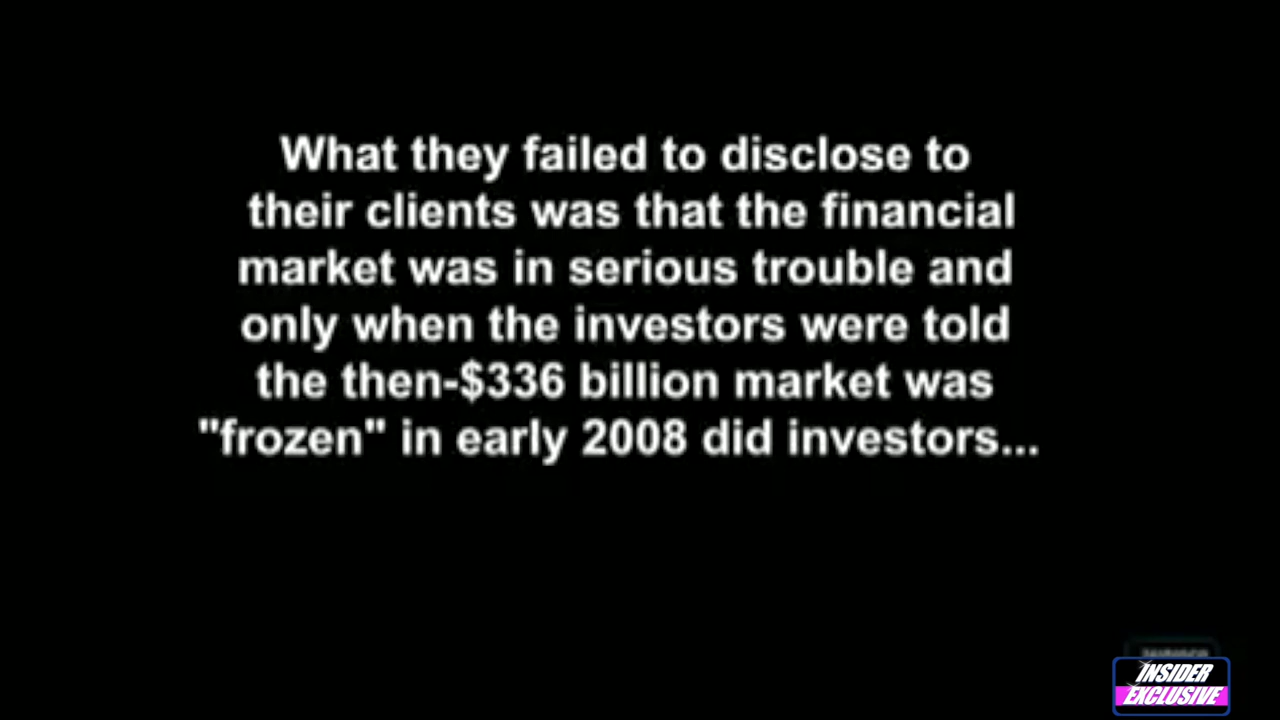 What they failed to disclose to
their clients was that the financial
market was in serious trouble and
only when the investors were told
the then-$336 billion market was
"frozen" in early 2008 did investors...
INSIDER
EXCLUSIVE